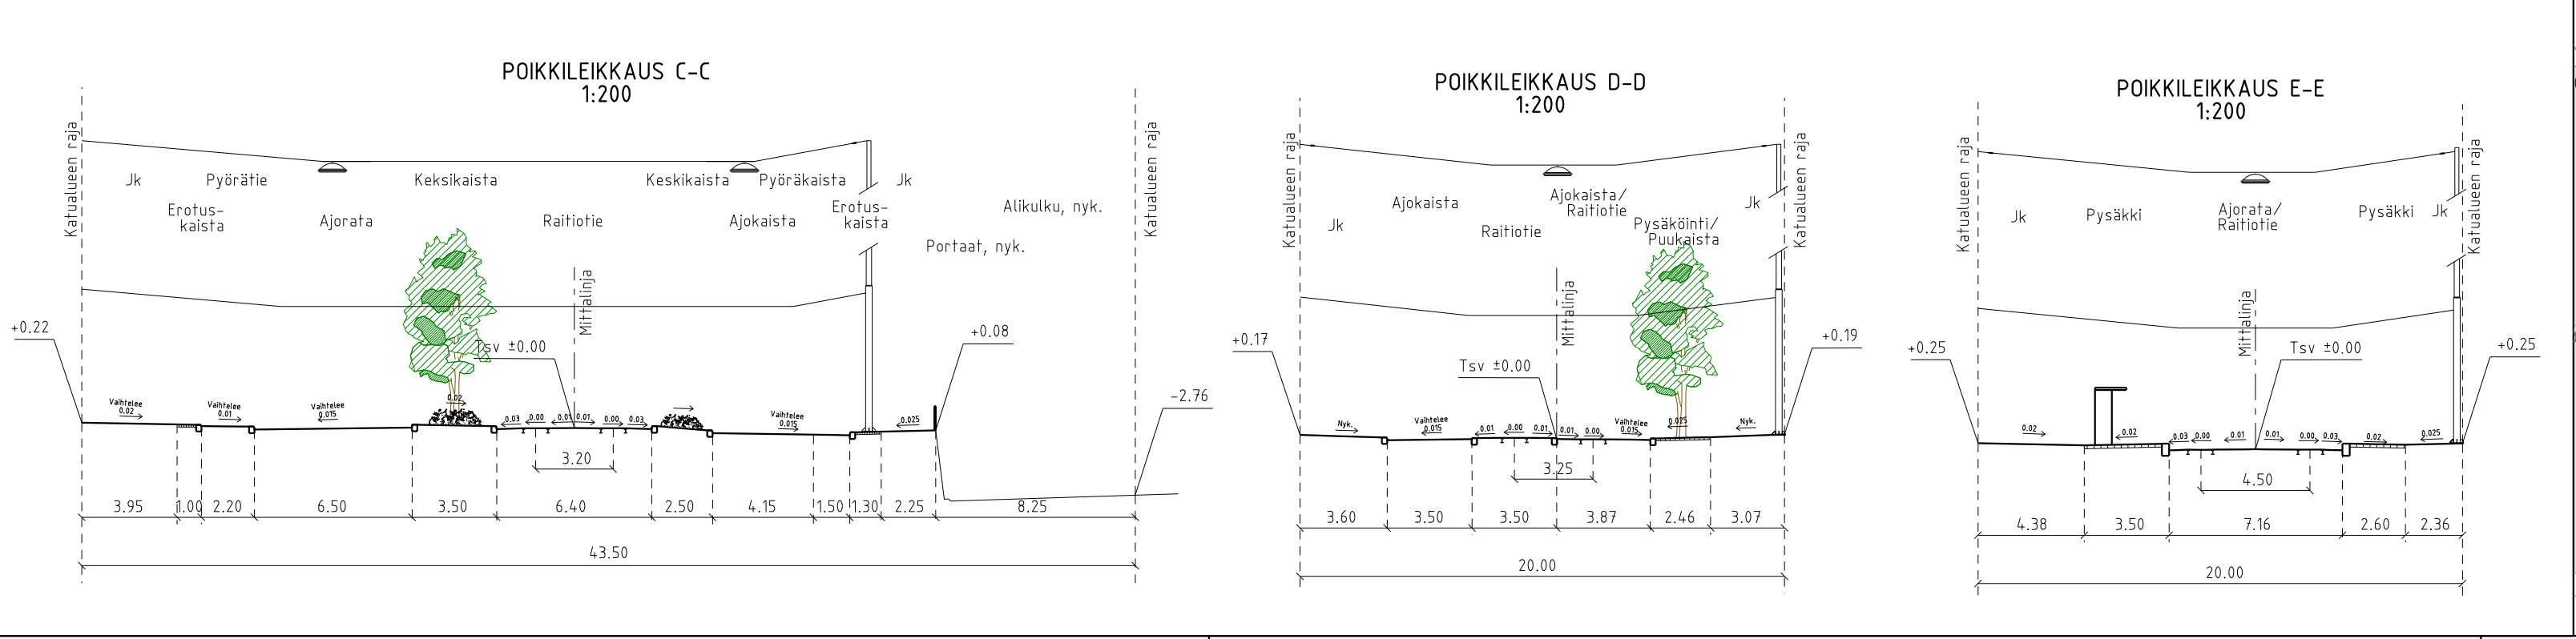 POIKKILEIKKAUS C-C
1:200
Katualueen raja
Jk
Pyörätie
Keksikaista
Keskikaista
Pyöräkaista
Jk
Katualueen raja
Erotus-
kaista
Ajorata
Raitiotie
Ajokaista
Erotus-
kaista
Alikulku, nyk.
Portaat, nyk.
Mittalinja
+0.22
Tsv ±0.00
+0.08
-2.76
Vaihtelee
0.02
Vaihtelee
0.01
Vaihtelee
0.015
0.02
0.03
0.00
0.01
0.01
0.00
0.03
Vaihtelee
0.015
0.025
3.20
3.95
1.00
2.20
6.50
3.50
6.40
2.50
4.15
1.50
1.30
2.25
8.25
43.50
POIKKILEIKKAUS D-D
1:200
Katualueen raja
Jk
Ajokaista
Raitiotie
Ajokaista/
Raitiotie
Pysäköinti/
Puukaista
Jk
Katualueen raja
Mittalinja
+0.17
Tsv ±0.00
+0.19
Nyk.
Vaihtelee
0.015
0.01
0.00
0.01
0.01
0.00
Vaihtelee
0.015
0.025
Nyk.
3.25
3.60
3.50
3.50
3.87
2.46
3.07
20.00
POIKKILEIKKAUS E-E
1:200
Katualueen raja
Jk
Pysäkki
Ajorata/
Raitiotie
Pysäkki
Jk
Katualueen raja
Mittalinja
+0.25
Tsv ±0.00
+0.25
0.02
0.02
0.03
0.00
0.01
0.01
0.00
0.03
0.02
0.025
4.50
4.38
3.50
7.16
2.60
2.36
20.00